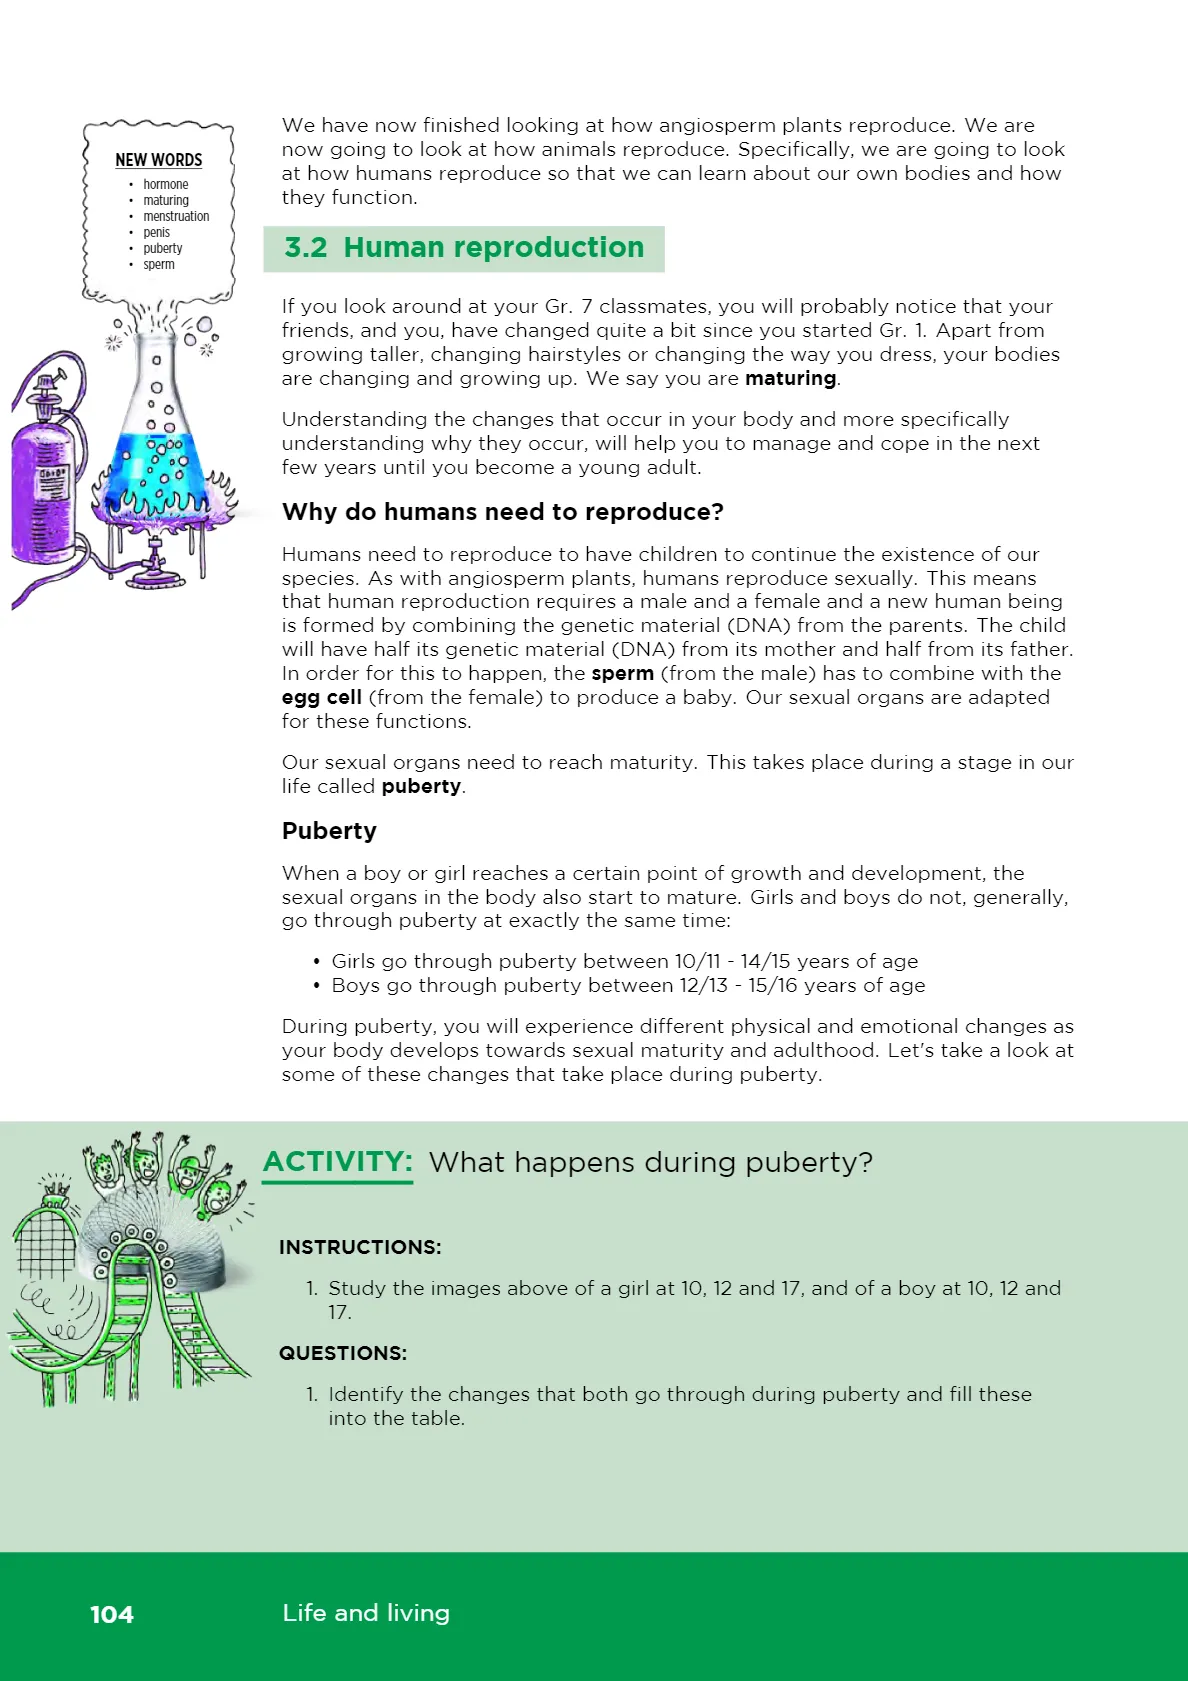 NEW WORDS
• hormone
• maturing
• menstruation
• penis
• puberty
• sperm
We have now finished looking at how angiosperm plants reproduce. We are
now going to look at how animals reproduce. Specifically, we are going to look
at how humans reproduce so that we can learn about our own bodies and how
they function.
3.2 Human reproduction
If you look around at your Gr. 7 classmates, you will probably notice that your
friends, and you, have changed quite a bit since you started Gr. 1. Apart from
growing taller, changing hairstyles or changing the way you dress, your bodies
are changing and growing up. We say you are maturing.
Understanding the changes that occur in your body and more specifically
understanding why they occur, will help you to manage and cope in the next
few years until you become a young adult.
Why do humans need to reproduce?
Humans need to reproduce to have children to continue the existence of our
species. As with angiosperm plants, humans reproduce sexually. This means
that human reproduction requires a male and a female and a new human being
is formed by combining the genetic material (DNA) from the parents. The child
will have half its genetic material (DNA) from its mother and half from its father.
In order for this to happen, the sperm (from the male) has to combine with the
egg cell (from the female) to produce a baby. Our sexual organs are adapted
for these functions.
Our sexual organs need to reach maturity. This takes place during a stage in our
life called puberty.
Puberty
When a boy or girl reaches a certain point of growth and development, the
sexual organs in the body also start to mature. Girls and boys do not, generally,
go through puberty at exactly the same time:
• Girls go through puberty between 10/11 - 14/15 years of age
• Boys go through puberty between 12/13 - 15/16 years of age
During puberty, you will experience different physical and emotional changes as
your body develops towards sexual maturity and adulthood. Let's take a look at
some of these changes that take place during puberty.
ACTIVITY: What happens during puberty?
INSTRUCTIONS:
1. Study the images above of a girl at 10, 12 and 17, and of a boy at 10, 12 and
17.
QUESTIONS:
1. Identify the changes that both go through during puberty and fill these
into the table.
104 Life and living